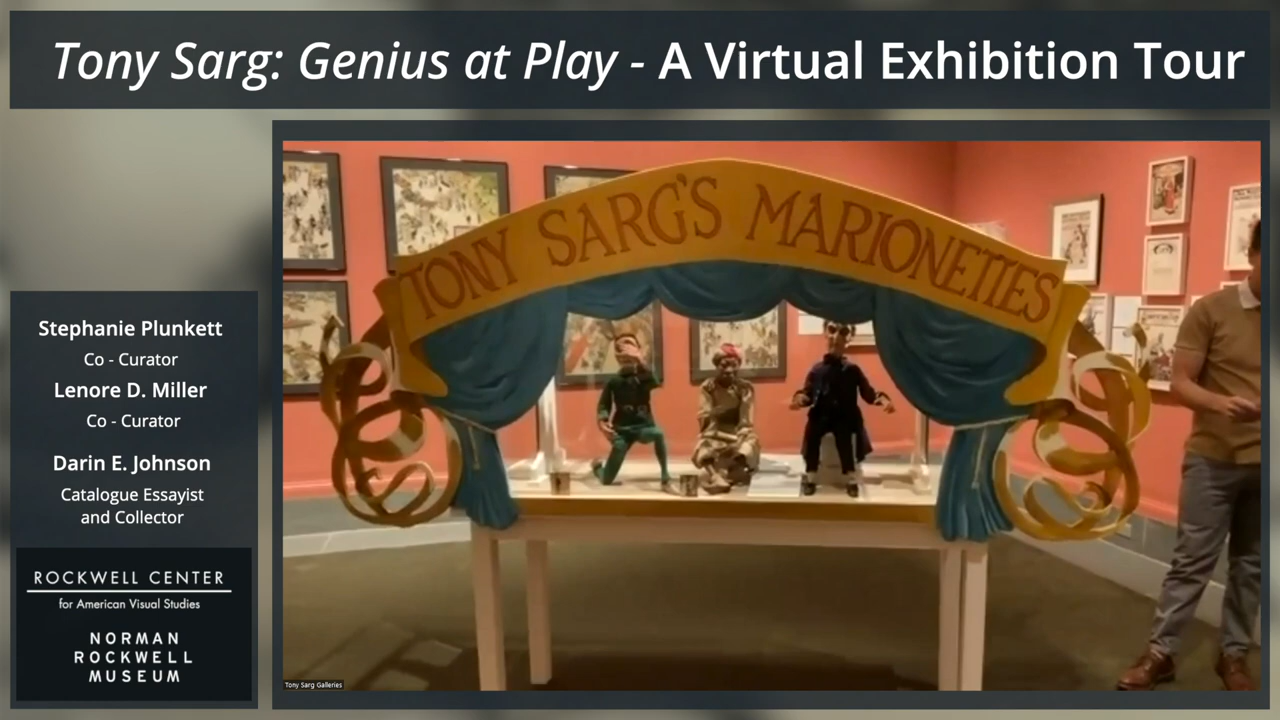 Tony Sarg: Genius at Play - A Virtual Exhibition Tour
TONY SARG'S MARIONETTES
Stephanie Plunkett
Co - Curator
Lenore D. Miller
Co - Curator
Darin E. Johnson
Catalogue Essayist
and Collector
ROCKWELL CENTER
for American Visual Studies
NORMAN
ROCKWELL
MUSEUM
Tony Sarg Galleries